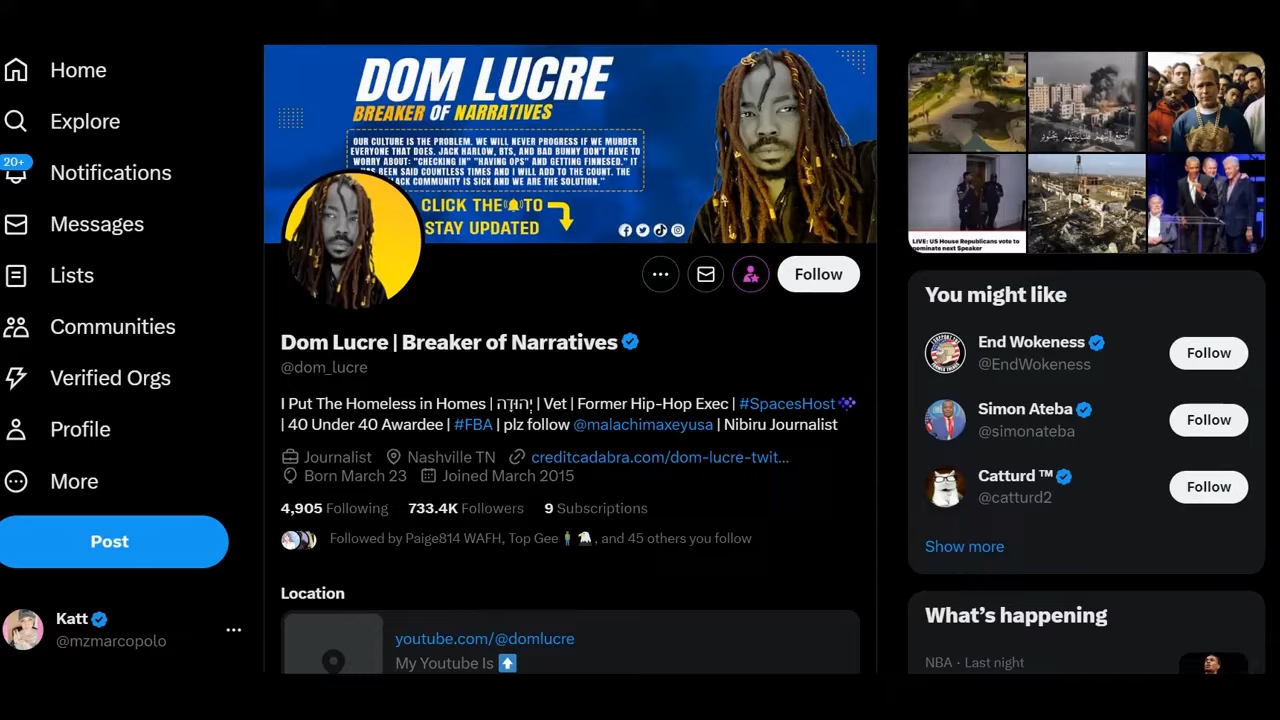 Home
Explore
20+
Notifications
Messages
Lists
Communities
Verified Orgs
Profile
More
Post
Katt
@mzmarcopolo
DOM LUCRE
BREAKER OF NARRATIVES
OUR CULTURE IS THE PROBLEM. WE WILL NEVER PROGRESS IF WE MURDER
EVERYONE THAT DOES. JACK HARLOW, BTS, AND BAD BUNNY DON'T HAVE TO
WORRY ABOUT: "CHECKING IN" "HAVING OPS" AND GETTING FINNESED." IT
BEEN SAID COUNTLESS TIMES AND I WILL ADD TO THE COUNT. THE
COMMUNITY IS SICK AND WE ARE THE SOLUTION."
CLICK THE TO
STAY UPDATED
Follow
Dom Lucre | Breaker of Narratives
@dom_lucre
I Put The Homeless in Homes | יְהוּדָה | Vet | Former Hip-Hop Exec | #SpacesHost
| 40 Under 40 Awardee | #FBA | plz follow @malachimaxeyusa | Nibiru Journalist
Journalist Nashville TN creditcadabra.com/dom-lucre-twit...
Born March 23 Joined March 2015
4,905 Following 733.4K Followers 9 Subscriptions
Followed by Paige814 WAFH, Top Gee, and 45 others you follow
Location
youtube.com/@domlucre
My Youtube Is
LIVE: US House Republicans vote to
nominate next Speaker
You might like
End Wokeness
@EndWokeness
Follow
Simon Ateba
@simonateba
Follow
Catturd ™
@catturd2
Follow
Show more
What's happening
NBA · Last night